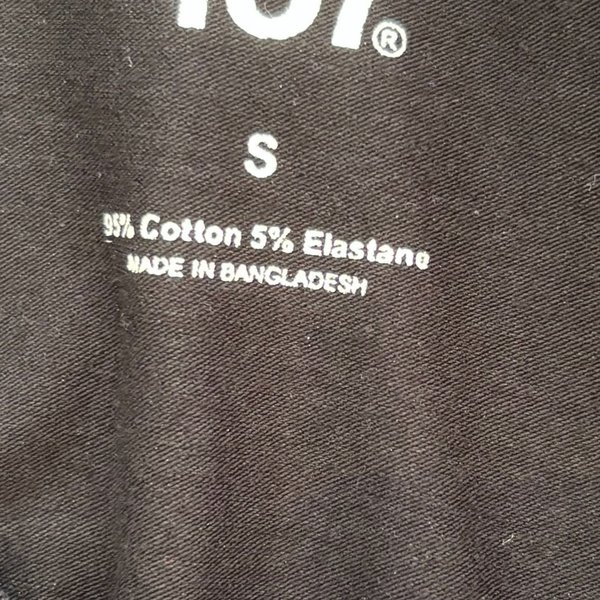 ®
S
95% Cotton 5% Elastane
MADE IN BANGLADESH